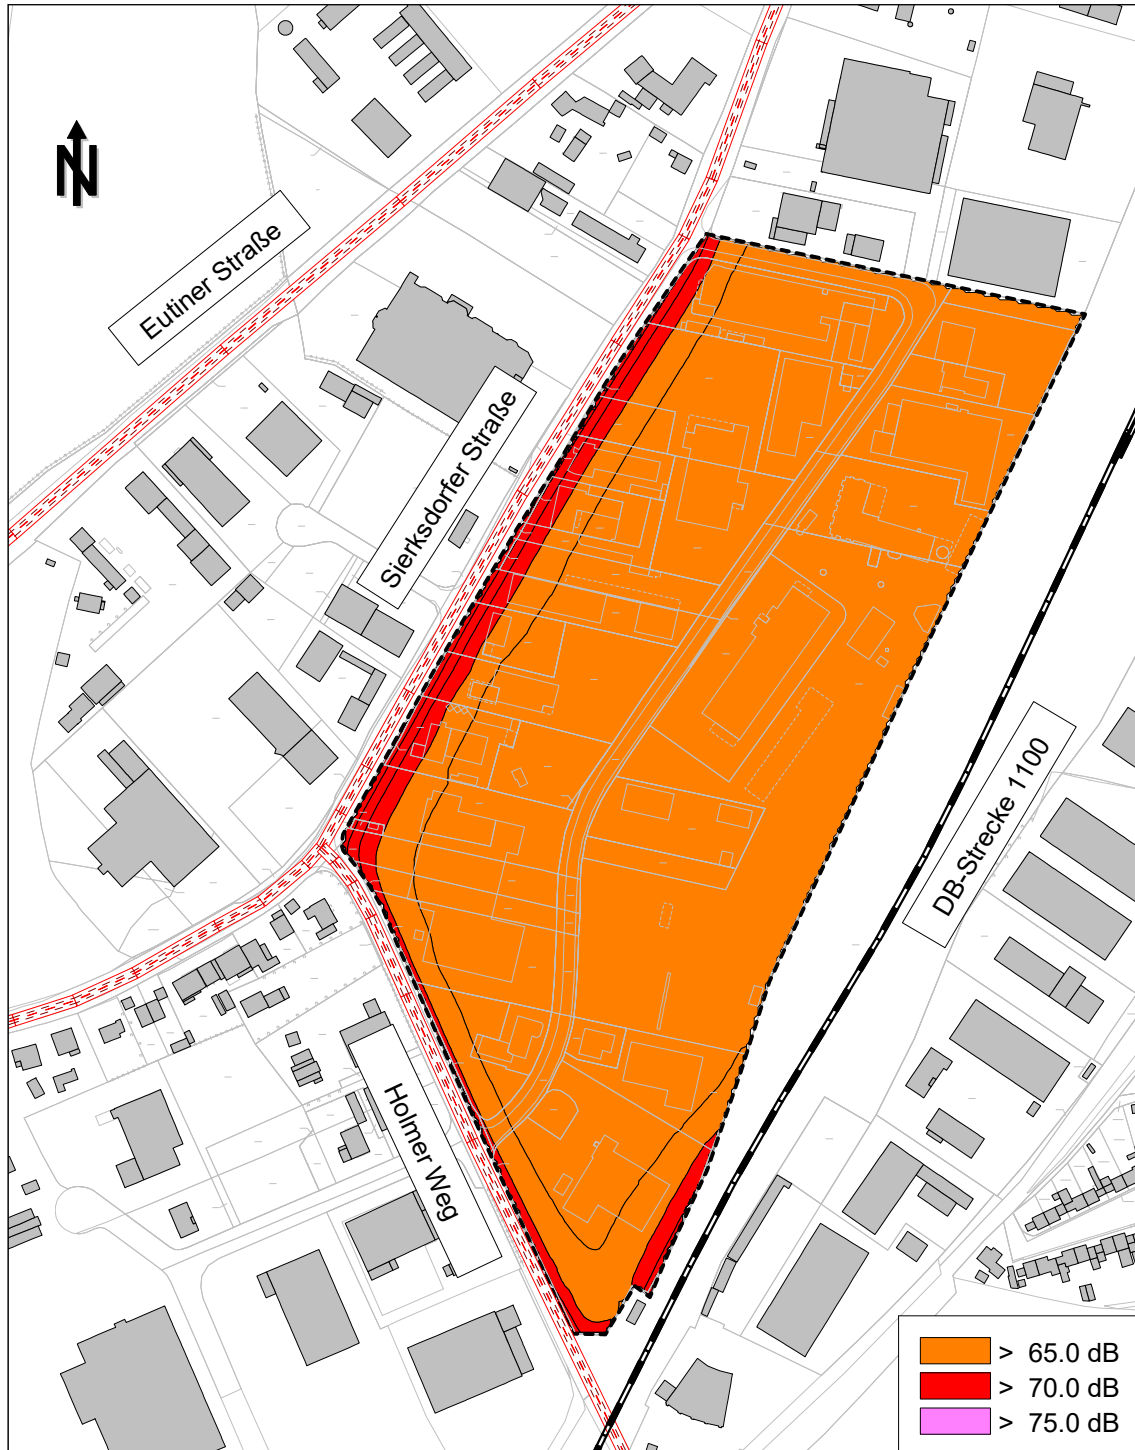 N
Eutiner Straße
Sierksdorfer Straße
DB-Strecke 1100
Holmer Weg
> 65.0 dB
> 70.0 dB
> 75.0 dB